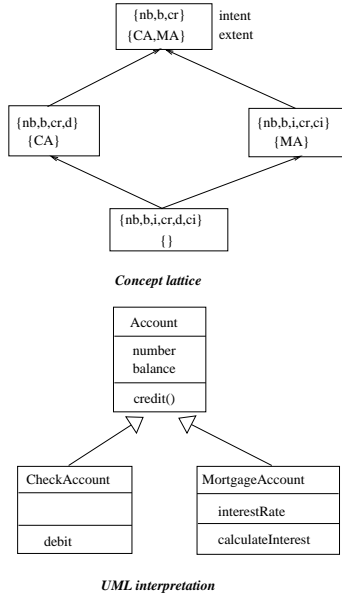 {nb,b,cr} intent
{CA,MA} extent
{nb,b,cr,d}
{CA}
{nb,b,i,cr,ci}
{MA}
{nb,b,i,cr,d,ci}
{}
Concept lattice
Account
number
balance
credit()
CheckAccount
debit
MortgageAccount
interestRate
calculateInterest
UML interpretation